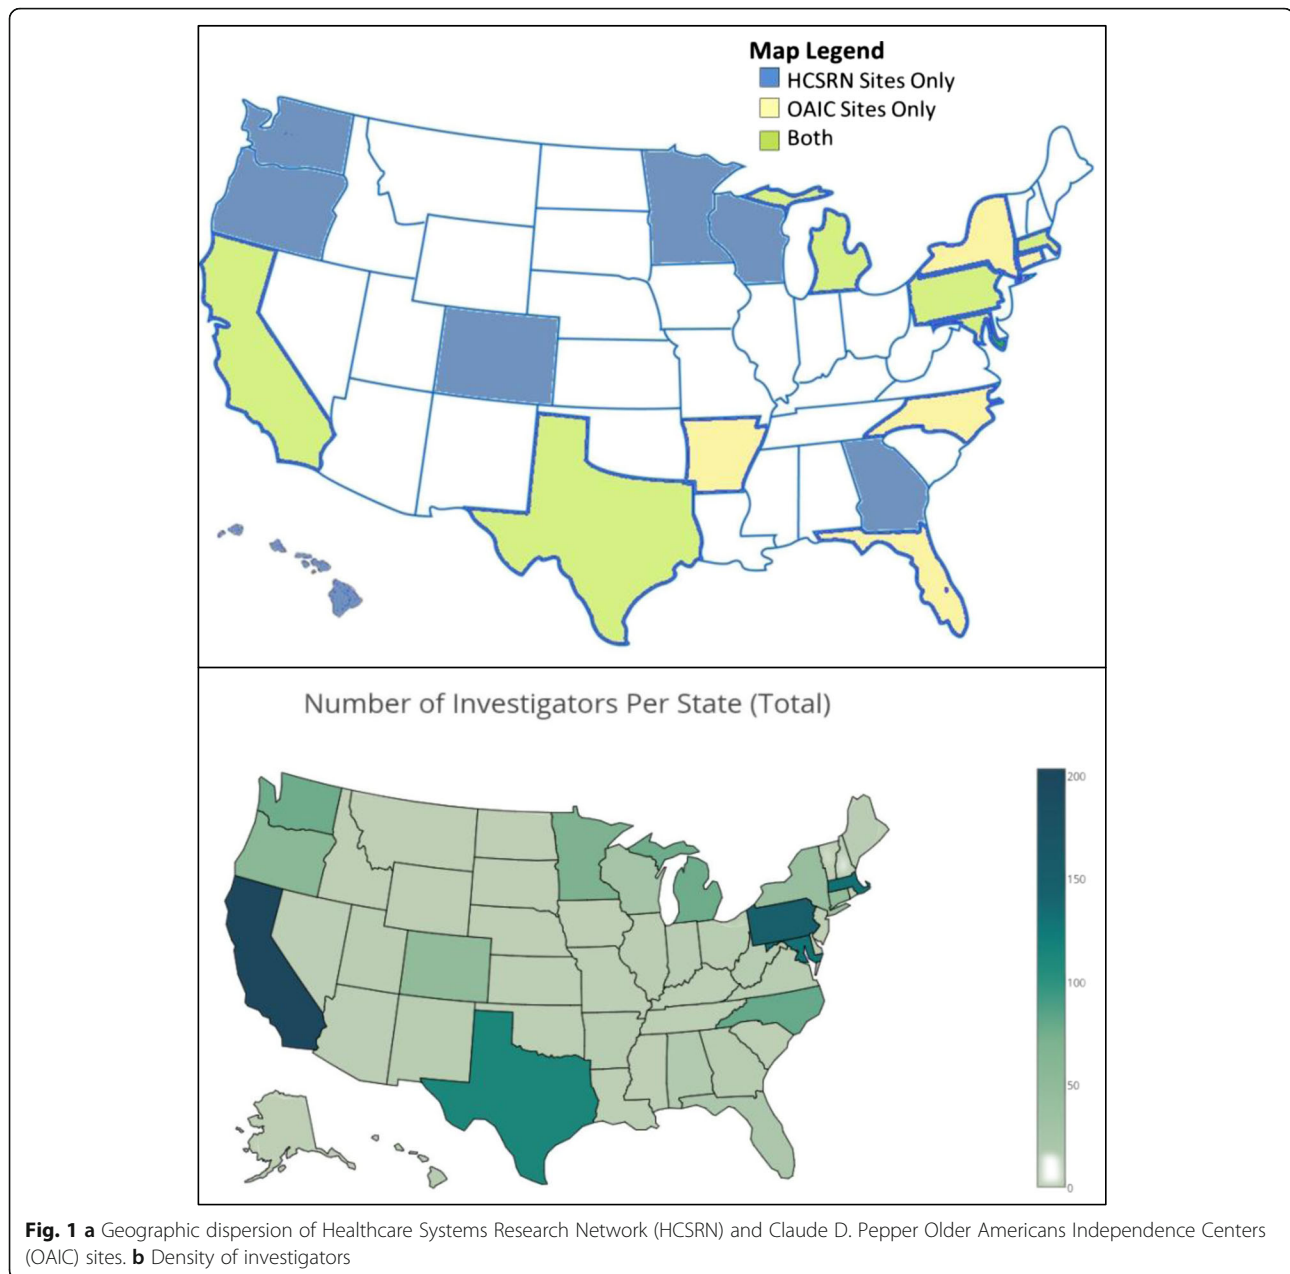 Map Legend
HCSRN Sites Only
OAIC Sites Only
Both
Number of Investigators Per State (Total)
200
150
100
50
0
Fig. 1 a Geographic dispersion of Healthcare Systems Research Network (HCSRN) and Claude D. Pepper Older Americans Independence Centers
(OAIC) sites. b Density of investigators